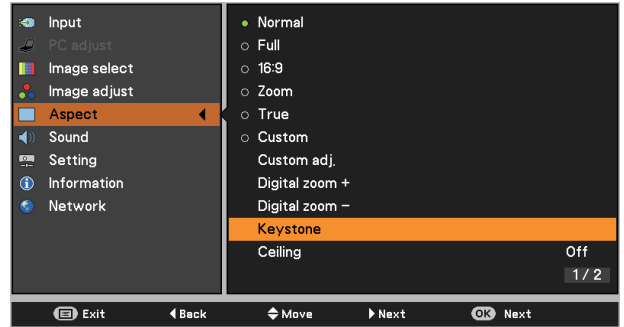 Input
PC adjust
Image select
Image adjust
Aspect
Sound
Setting
Information
Network
Normal
Full
16:9
Zoom
True
Custom
Custom adj.
Digital zoom +
Digital zoom −
Keystone
Ceiling Off
1 / 2
Exit Back Move Next OK Next